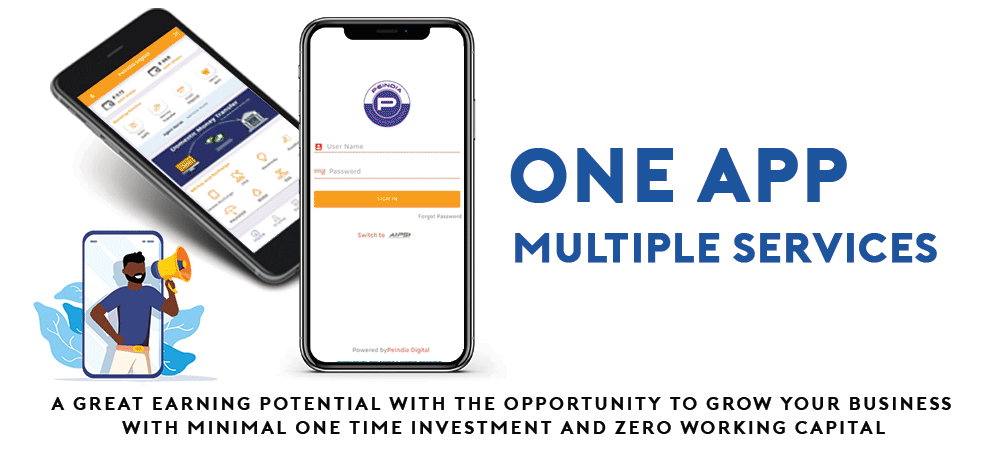 PEINDIA
P
User Name
Password
SIGN IN
Forgot Password
Switch to AEPS
Powered by PeIndia Digital
Domestic Money Transfer
ONE APP
MULTIPLE SERVICES
A GREAT EARNING POTENTIAL WITH THE OPPORTUNITY TO GROW YOUR BUSINESS
WITH MINIMAL ONE TIME INVESTMENT AND ZERO WORKING CAPITAL